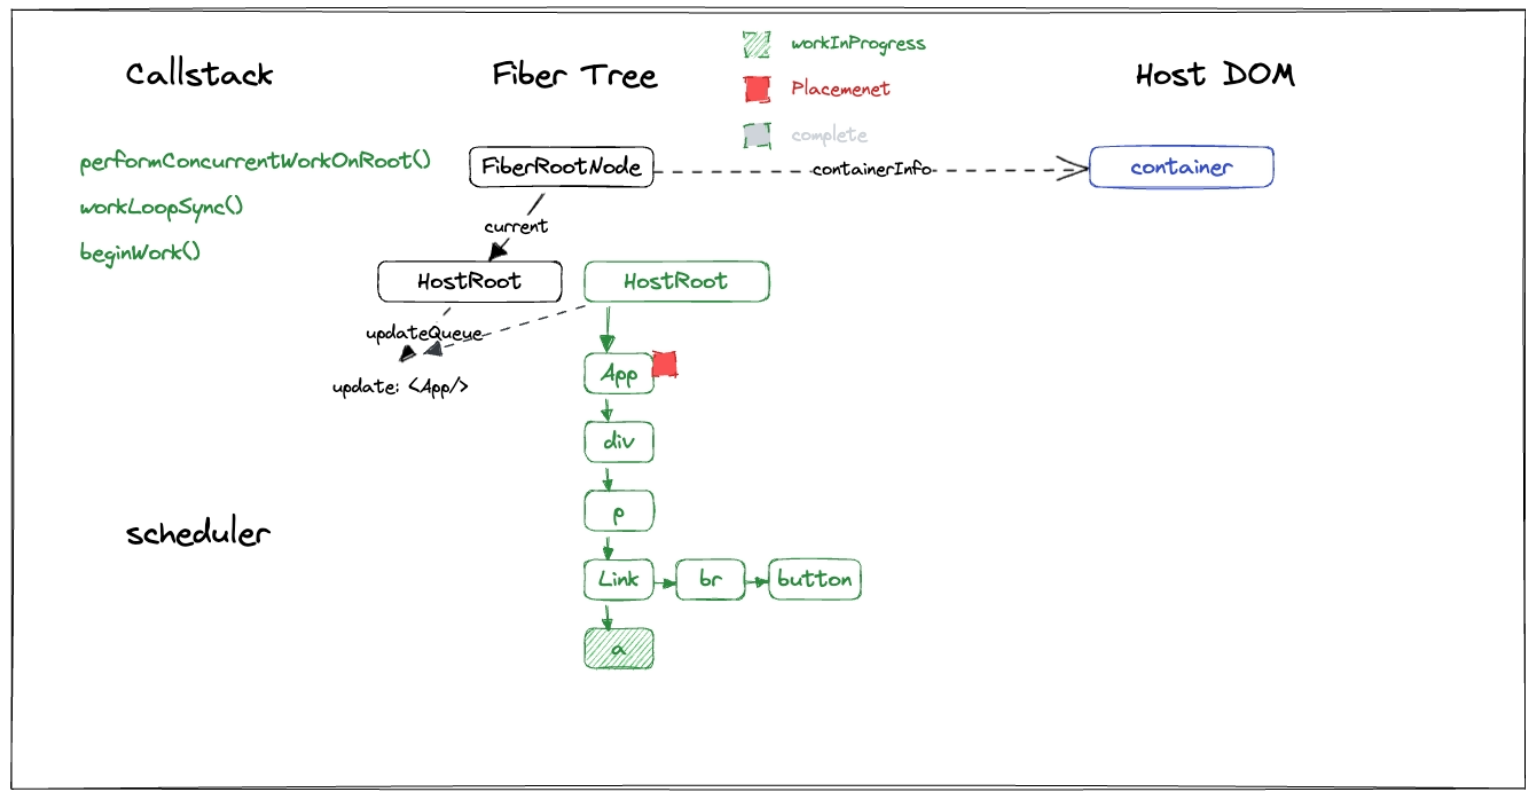 Callstack
Fiber Tree
workInProgress
Placemenet
complete
Host DOM
performConcurrentWorkOnRoot()
workLoopSync()
beginWork()
FiberRootNode
containerInfo
container
current
HostRoot
HostRoot
updateQueue
update: <App/>
App
div
p
scheduler
Link
br
button
a